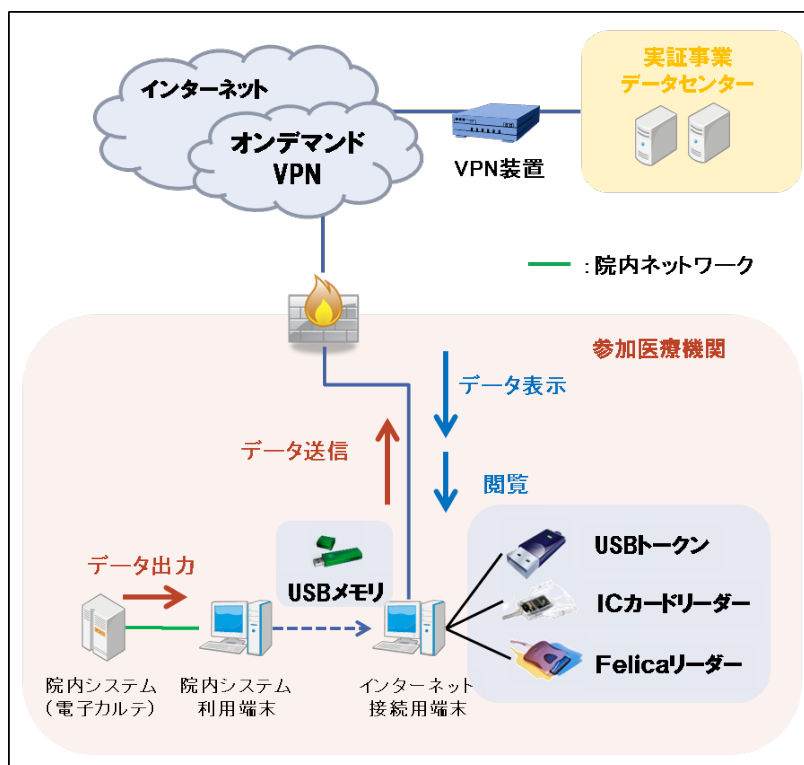 インターネット
オンデマンド
VPN
VPN装置
実証事業
データセンター
:院内ネットワーク
参加医療機関
データ表示
データ送信
閲覧
データ出力
USBメモリ
USBトークン
ICカードリーダー
Felicaリーダー
院内システム
(電子カルテ)
院内システム
利用端末
インターネット
接続用端末